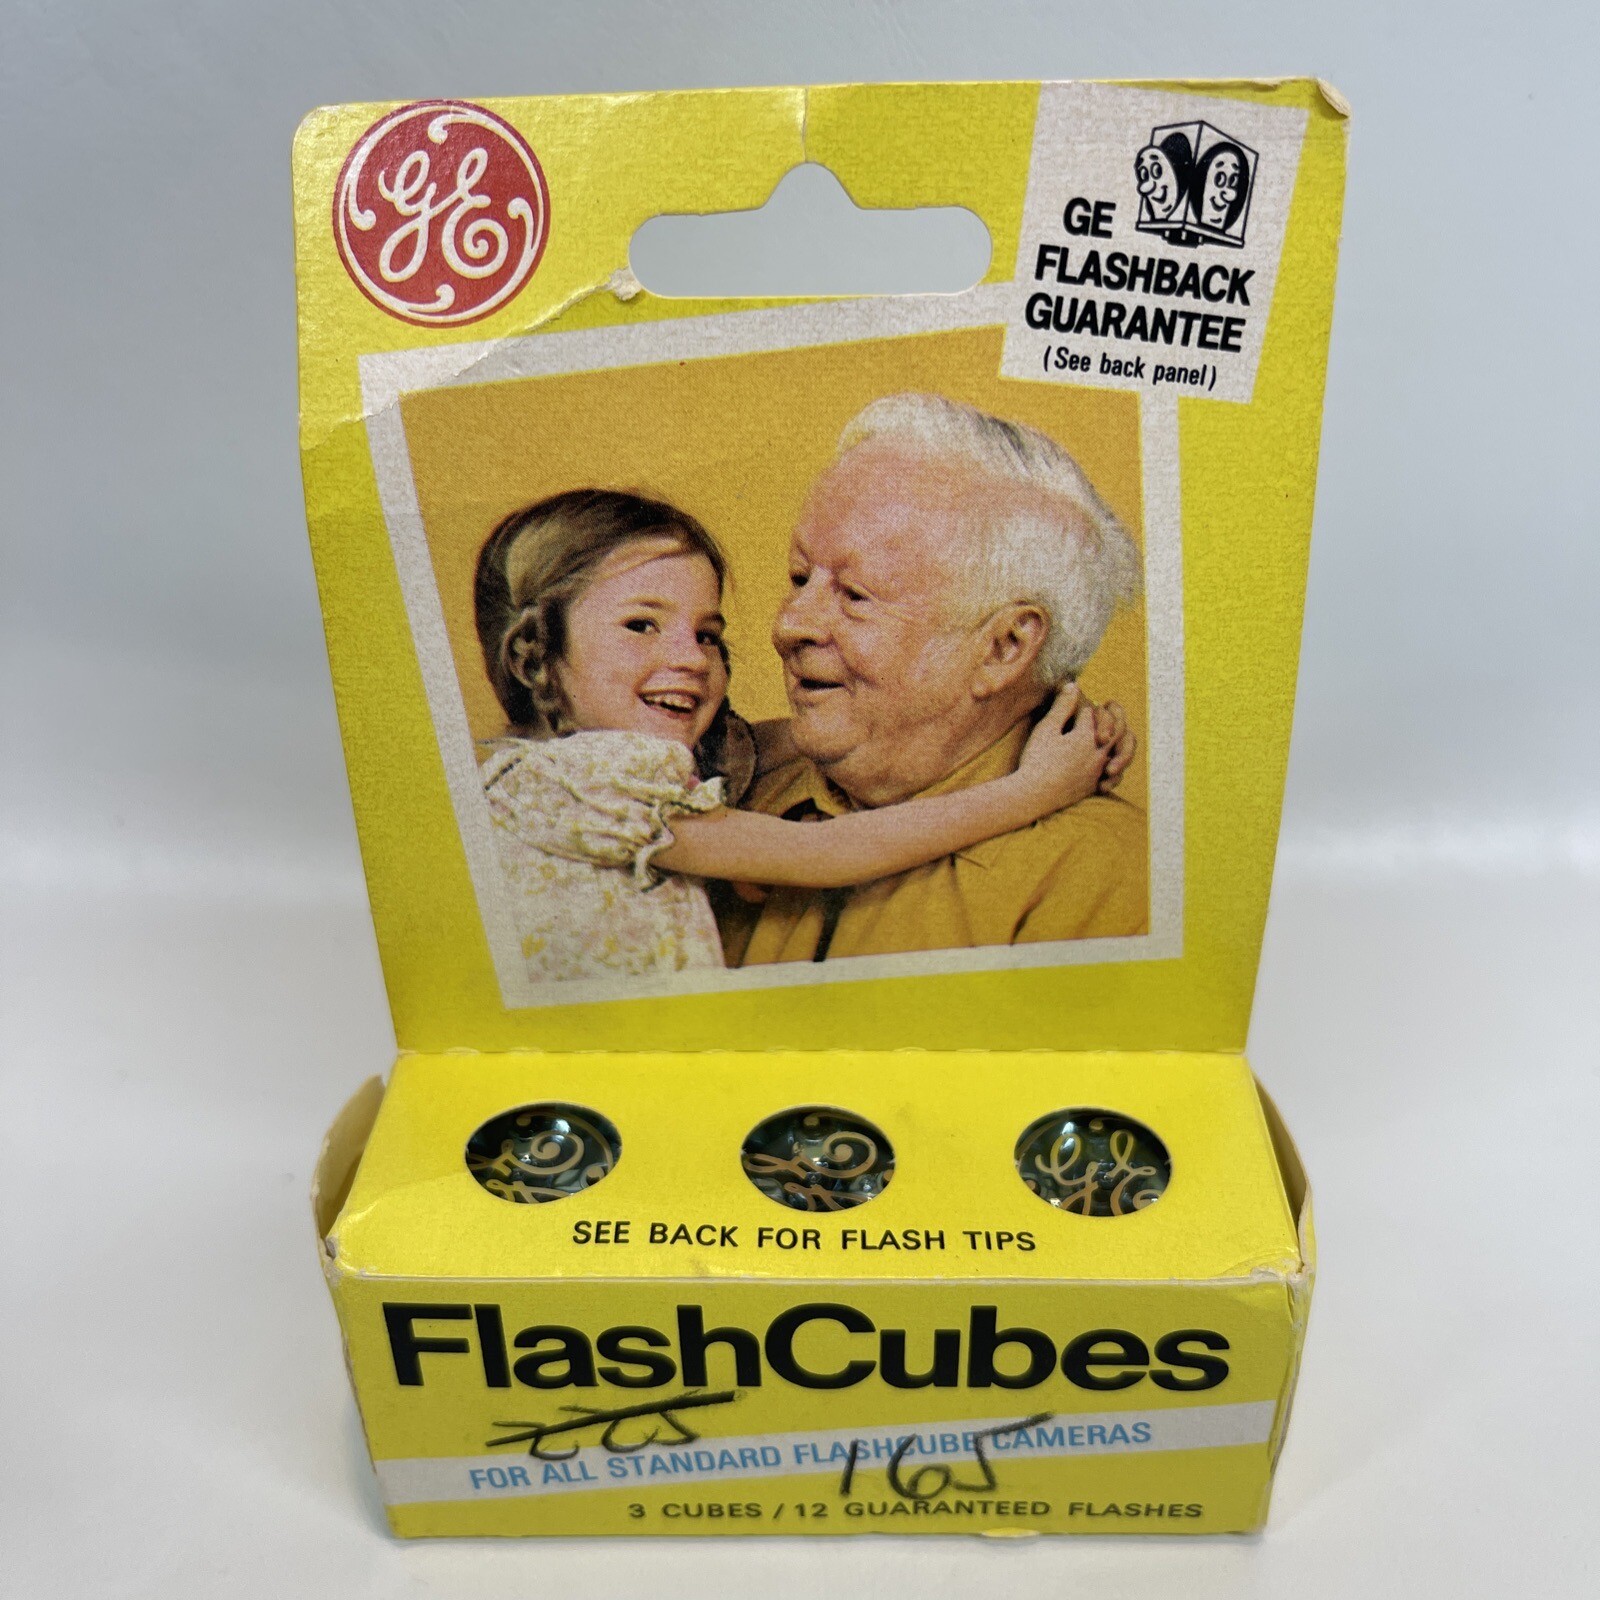 GE
GE
FLASHBACK
GUARANTEE
(See back panel)
GE
SEE BACK FOR FLASH TIPS
FlashCubes
FOR ALL STANDARD FLASHCUBE CAMERAS
165
3 CUBES / 12 GUARANTEED FLASHES